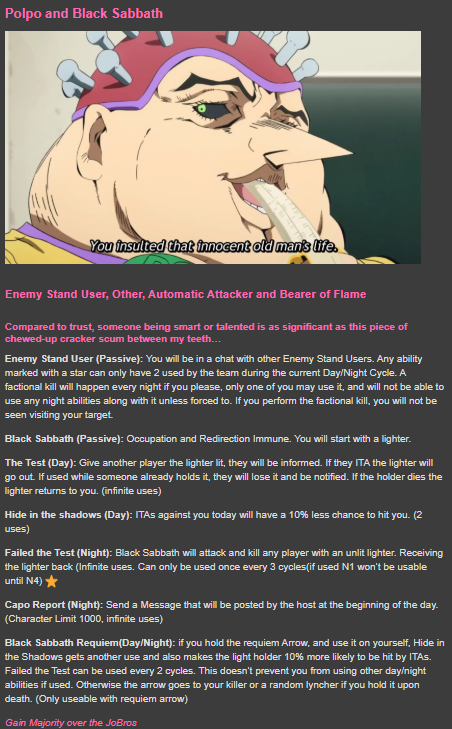 Polpo and Black Sabbath
You insulted that innocent old man's life.
Enemy Stand User, Other, Automatic Attacker and Bearer of Flame
Compared to trust, someone being smart or talented is as significant as this piece of
chewed-up cracker scum between my teeth…
Enemy Stand User (Passive): You will be in a chat with other Enemy Stand Users. Any ability
marked with a star can only have 2 used by the team during the current Day/Night Cycle. A
factional kill will happen every night if you please, only one of you may use it, and will not be able to
use any night abilities along with it unless forced to. If you perform the factional kill, you will not be
seen visiting your target.
Black Sabbath (Passive): Occupation and Redirection Immune. You will start with a lighter.
The Test (Day): Give another player the lighter lit, they will be informed. If they ITA the lighter will
go out. If used while someone already holds it, they will lose it and be notified. If the holder dies the
lighter returns to you. (infinite uses)
Hide in the shadows (Day): ITAs against you today will have a 10% less chance to hit you. (2
uses)
Failed the Test (Night): Black Sabbath will attack and kill any player with an unlit lighter. Receiving
the lighter back (Infinite uses. Can only be used once every 3 cycles(if used N1 won't be usable
until N4)
Capo Report (Night): Send a Message that will be posted by the host at the beginning of the day.
(Character Limit 1000, infinite uses)
Black Sabbath Requiem(Day/Night): if you hold the requiem Arrow, and use it on yourself, Hide in
the Shadows gets another use and also makes the light holder 10% more likely to be hit by ITAs.
Failed the Test can be used every 2 cycles. This doesn't prevent you from using other day/night
abilities if used. Otherwise the arrow goes to your killer or a random lyncher if you hold it upon
death. (Only useable with requiem arrow)
Gain Majority over the JoBros